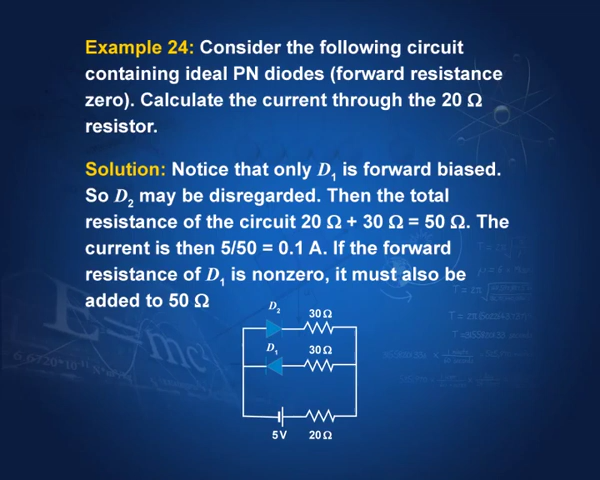 Example 24: Consider the following circuit
containing ideal PN diodes (forward resistance
zero). Calculate the current through the 20 Ω
resistor.
Solution: Notice that only D₁ is forward biased.
So D₂ may be disregarded. Then the total
resistance of the circuit 20 Ω + 30 Ω = 50 Ω. The
current is then 5/50 = 0.1 A. If the forward
resistance of D₁ is nonzero, it must also be
added to 50 Ω
D₂
30 Ω
D₁
30 Ω
5 V
20 Ω
E=mc²